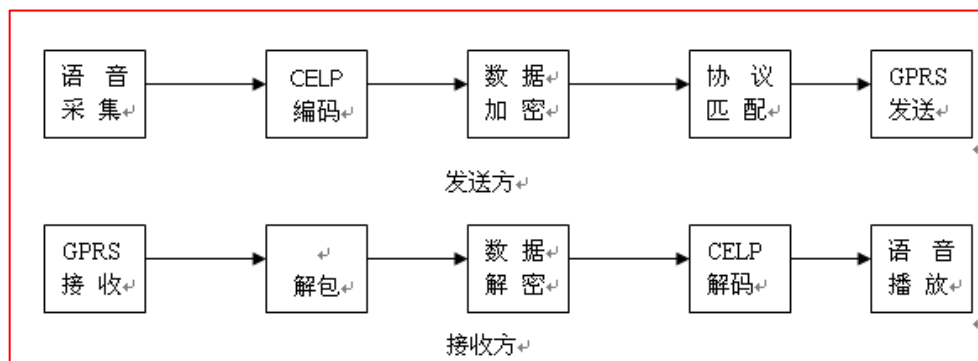 语 音
采 集
CELP
编码
数 据
加 密
协 议
匹 配
GPRS
发送
发送方
GPRS
接 收
解包
数 据
解 密
CELP
解码
语 音
播 放
接收方